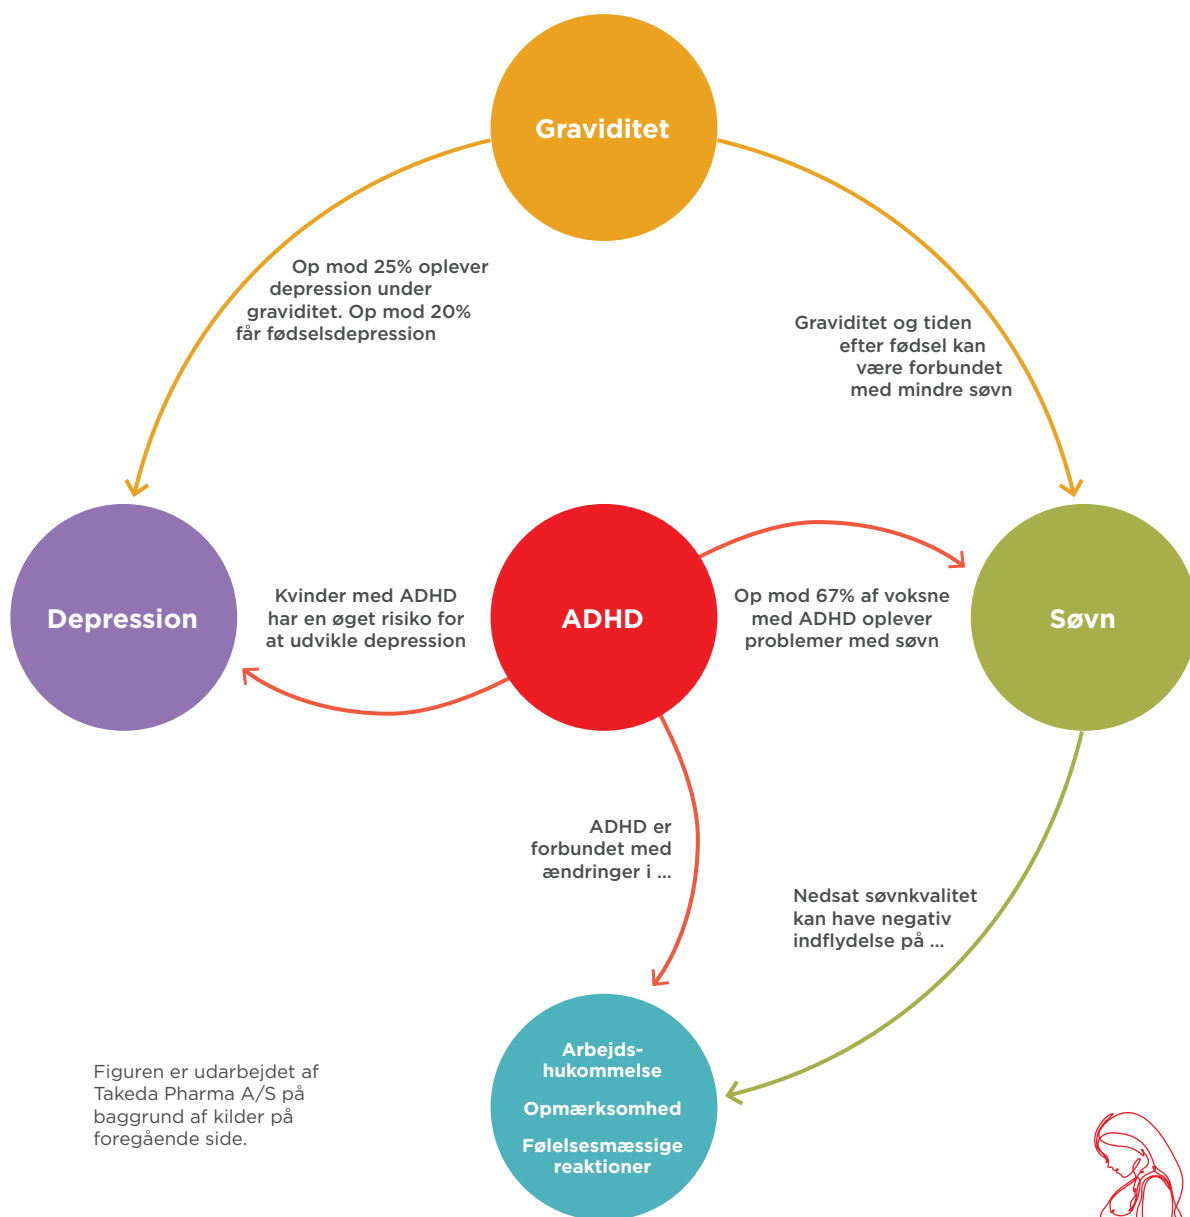 Graviditet
Op mod 25% oplever
depression under
graviditet. Op mod 20%
får fødselsdepression
Graviditet og tiden
efter fødsel kan
være forbundet
med mindre søvn
Depression
Kvinder med ADHD
har en øget risiko for
at udvikle depression
ADHD
Op mod 67% af voksne
med ADHD oplever
problemer med søvn
Søvn
ADHD er
forbundet med
ændringer i ...
Nedsat søvnkvalitet
kan have negativ
indflydelse på ...
Arbejds-
hukommelse
Opmærksomhed
Følelsesmæssige
reaktioner
Figuren er udarbejdet af
Takeda Pharma A/S på
baggrund af kilder på
foregående side.